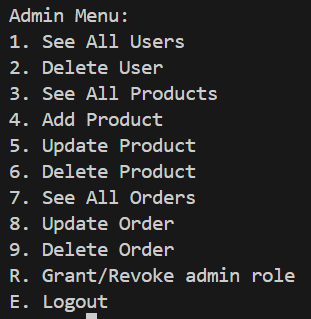 Admin Menu:
1. See All Users
2. Delete User
3. See All Products
4. Add Product
5. Update Product
6. Delete Product
7. See All Orders
8. Update Order
9. Delete Order
R. Grant/Revoke admin role
E. Logout